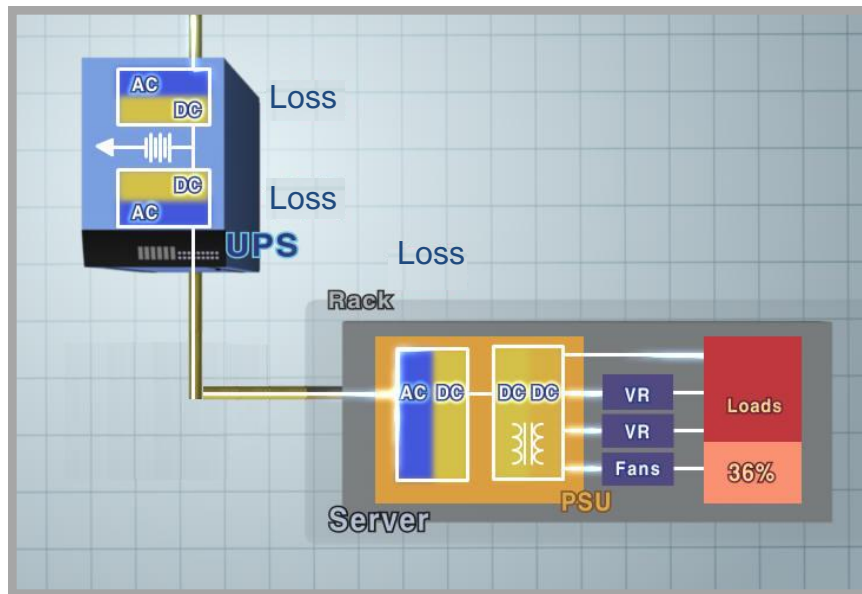 AC
DC
Loss
DC
AC
Loss
UPS
Loss
Rack
AC DC
DC DC
VR
VR
Fans
Loads
36%
PSU
Server